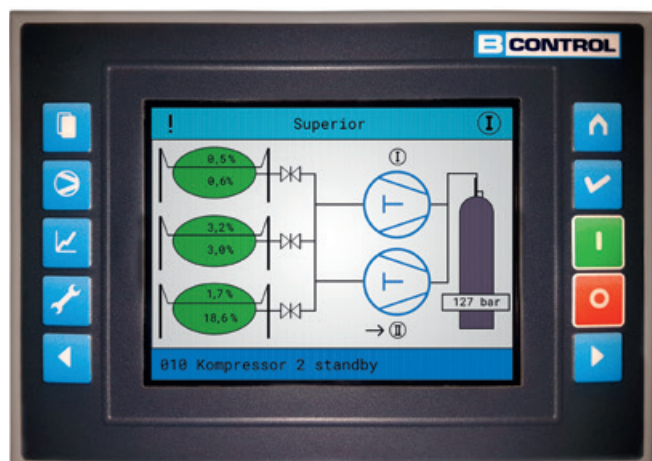 B CONTROL
! Superior I
0,5%
0,6%
I
3,2%
3,0%
1,7%
18,6%
127 bar
→ II
010 Kompressor 2 standby